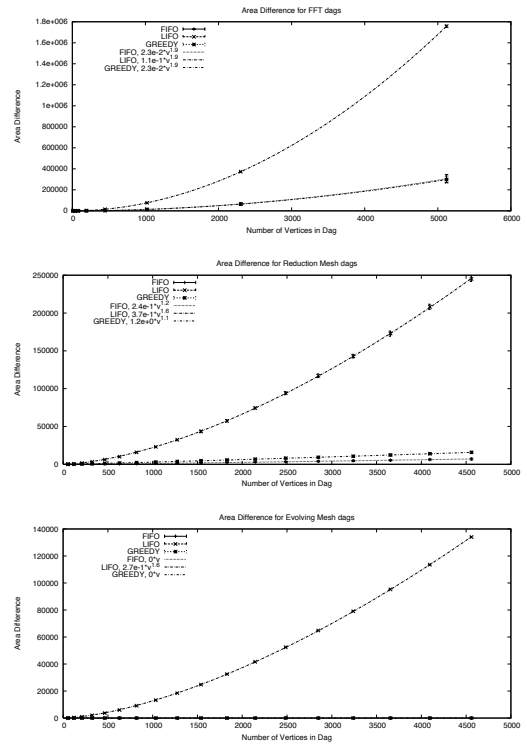 Area Difference for FFT dags
1.8e+006
1.6e+006
1.4e+006
1.2e+006
1e+006
800000
600000
400000
200000
0
Area Difference
FIFO
LIFO
GREEDY
FIFO, 2.3e-2*v^1.9
LIFO, 1.1e-1*v^1.9
GREEDY, 2.3e-2*v^1.9
0 1000 2000 3000 4000 5000 6000
Number of Vertices in Dag
Area Difference for Reduction Mesh dags
250000
200000
150000
100000
50000
0
Area Difference
FIFO
LIFO
GREEDY
FIFO, 2.4e-1*v^1.2
LIFO, 3.7e-1*v^1.6
GREEDY, 1.2e+0*v^1.1
0 500 1000 1500 2000 2500 3000 3500 4000 4500 5000
Number of Vertices in Dag
Area Difference for Evolving Mesh dags
140000
120000
100000
80000
60000
40000
20000
0
Area Difference
FIFO
LIFO
GREEDY
FIFO, 0*v
LIFO, 2.7e-1*v^1.6
GREEDY, 0*v
0 500 1000 1500 2000 2500 3000 3500 4000 4500 5000
Number of Vertices in Dag